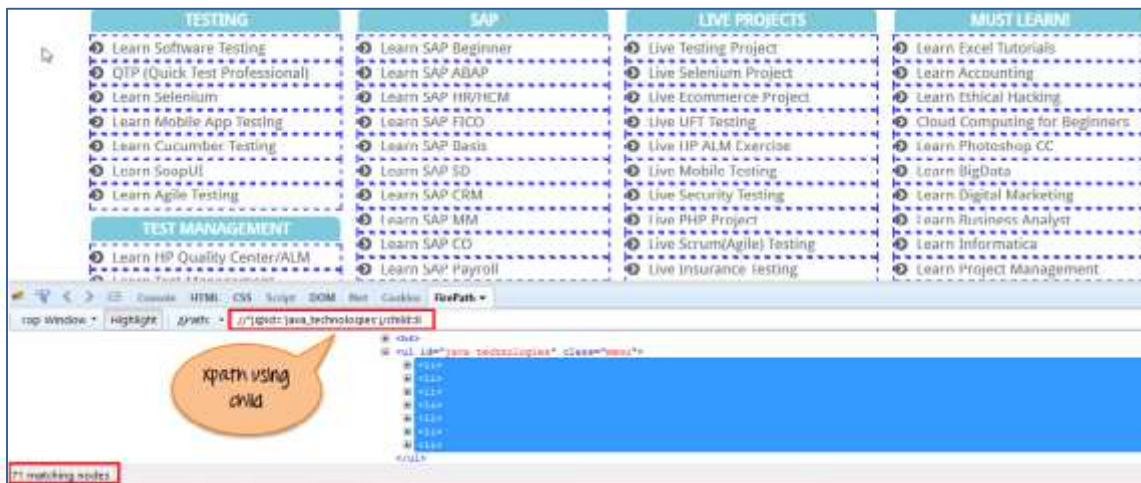 TESTING
Learn Software Testing
QTP (Quick Test Professional)
Learn Selenium
Learn Mobile App Testing
Learn Cucumber Testing
Learn SoapUI
Learn Agile Testing
TEST MANAGEMENT
Learn HP Quality Center/ALM
Learn Test Management
SAP
Learn SAP Beginner
Learn SAP ABAP
Learn SAP HR/HCM
Learn SAP FICO
Learn SAP Basis
Learn SAP SD
Learn SAP CRM
Learn SAP MM
Learn SAP CO
Learn SAP Payroll
LIVE PROJECTS
Live Testing Project
Live Selenium Project
Live Ecommerce Project
Live UFT Testing
Live HP ALM Exercise
Live Mobile Testing
Live Security Testing
Live PHP Project
Live Scrum(Agile) Testing
Live Insurance Testing
MUST LEARN!
Learn Excel Tutorials
Learn Accounting
Learn Ethical Hacking
Cloud Computing for Beginners
Learn Photoshop CC
Learn BigData
Learn Digital Marketing
Learn Business Analyst
Learn Informatica
Learn Project Management
Console HTML CSS Script DOM Net Cookies FirePath
Top Window Highlight XPath: //*[@id='java_technologies']/child::li
<ul id="java_technologies" class="menu">
<li>
<li>
<li>
<li>
<li>
<li>
<li>
</ul>
xpath using
child
71 matching nodes